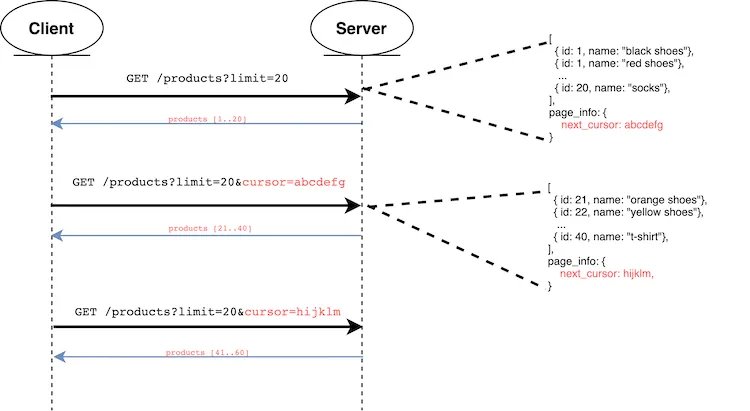 Client
Server
GET /products?limit=20
products [1..20]
[
{ id: 1, name: "black shoes"},
{ id: 1, name: "red shoes"},
...
{ id: 20, name: "socks"},
],
page_info: {
next_cursor: abcdefg
}
GET /products?limit=20&cursor=abcdefg
products [21..40]
[
{ id: 21, name: "orange shoes"},
{ id: 22, name: "yellow shoes"},
...
{ id: 40, name: "t-shirt"},
],
page_info: {
next_cursor: hijklm,
}
GET /products?limit=20&cursor=hijklm
products [41..60]